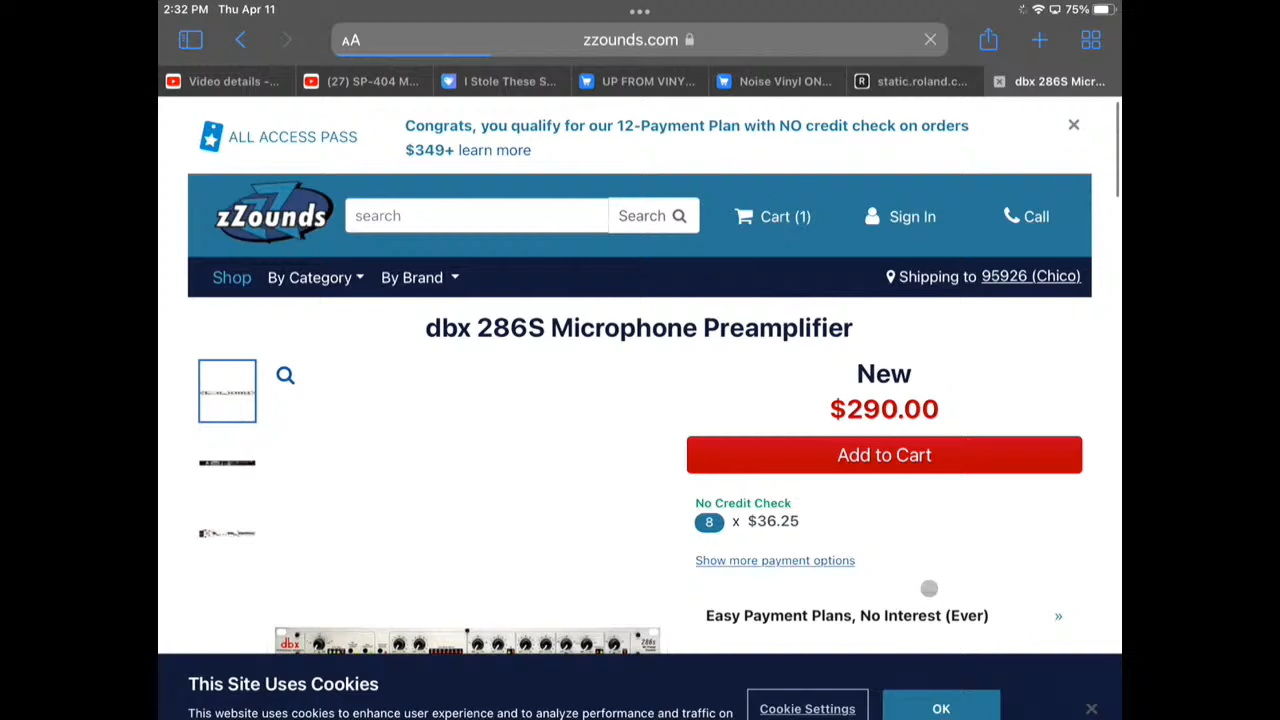 2:32 PM Thu Apr 11
75%
AA
zzounds.com
Video details -...
(27) SP-404 M...
I Stole These S...
UP FROM VINY...
Noise Vinyl ON...
R
static.roland.c...
dbx 286S Micr...
ALL ACCESS PASS
Congrats, you qualify for our 12-Payment Plan with NO credit check on orders
$349+ learn more
zZounds
search
Search
Cart (1)
Sign In
Call
Shop
By Category
By Brand
Shipping to 95926 (Chico)
dbx 286S Microphone Preamplifier
New
$290.00
Add to Cart
No Credit Check
8 x $36.25
Show more payment options
Easy Payment Plans, No Interest (Ever) »
dbx
286s
This Site Uses Cookies
This website uses cookies to enhance user experience and to analyze performance and traffic on
Cookie Settings
OK